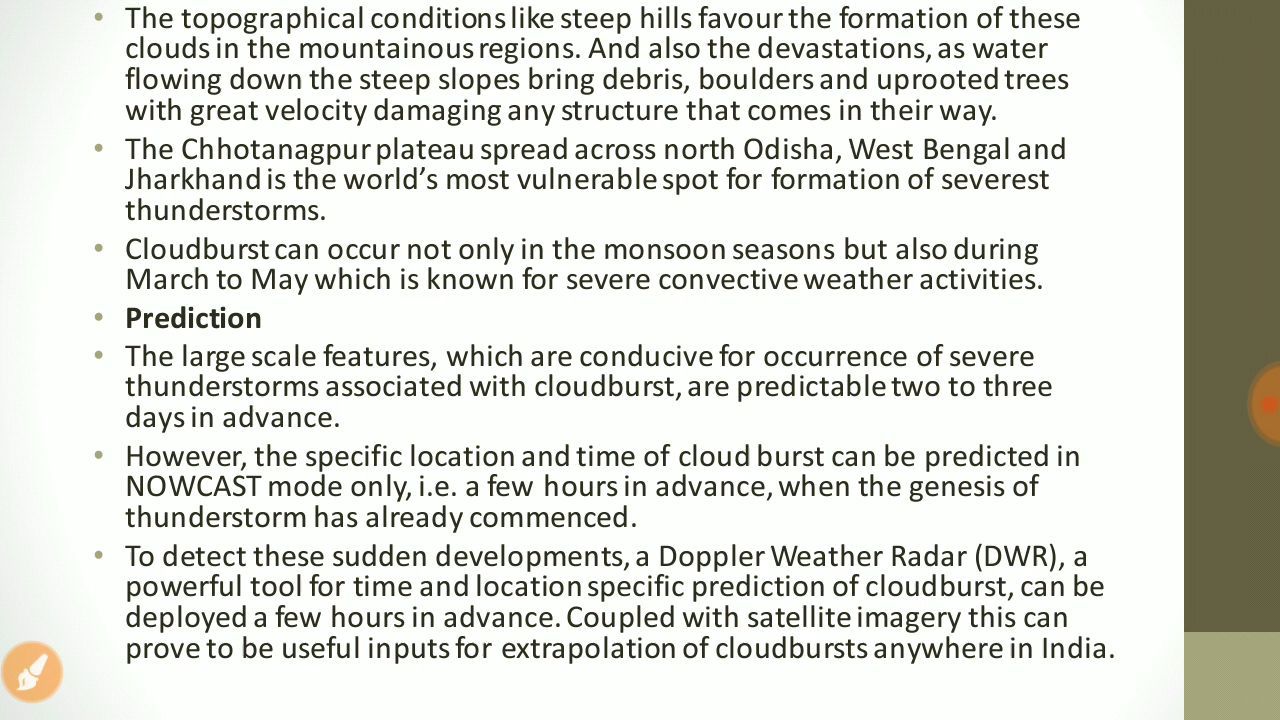 • The topographical conditions like steep hills favour the formation of these
clouds in the mountainous regions. And also the devastations, as water
flowing down the steep slopes bring debris, boulders and uprooted trees
with great velocity damaging any structure that comes in their way.
• The Chhotanagpur plateau spread across north Odisha, West Bengal and
Jharkhand is the world’s most vulnerable spot for formation of severest
thunderstorms.
• Cloudburst can occur not only in the monsoon seasons but also during
March to May which is known for severe convective weather activities.
• Prediction
• The large scale features, which are conducive for occurrence of severe
thunderstorms associated with cloudburst, are predictable two to three
days in advance.
• However, the specific location and time of cloud burst can be predicted in
NOWCAST mode only, i.e. a few hours in advance, when the genesis of
thunderstorm has already commenced.
• To detect these sudden developments, a Doppler Weather Radar (DWR), a
powerful tool for time and location specific prediction of cloudburst, can be
deployed a few hours in advance. Coupled with satellite imagery this can
prove to be useful inputs for extrapolation of cloudbursts anywhere in India.